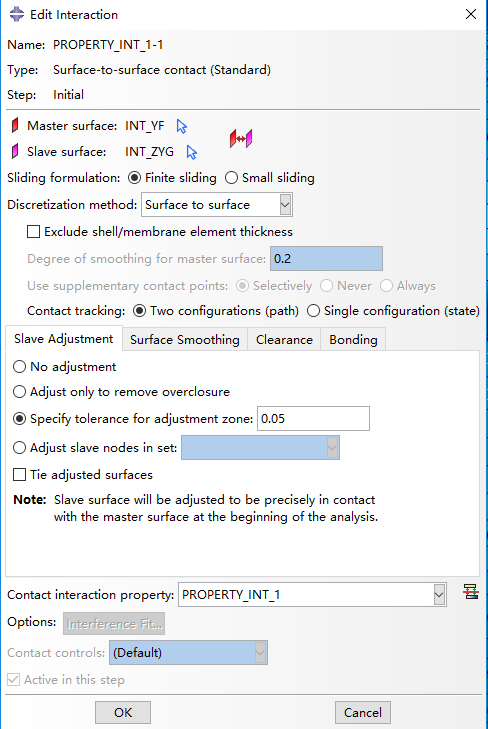 Edit Interaction
Name: PROPERTY_INT_1-1
Type: Surface-to-surface contact (Standard)
Step: Initial
Master surface: INT_YF
Slave surface: INT_ZYG
Sliding formulation: Finite sliding Small sliding
Discretization method: Surface to surface
Exclude shell/membrane element thickness
Degree of smoothing for master surface: 0.2
Use supplementary contact points: Selectively Never Always
Contact tracking: Two configurations (path) Single configuration (state)
Slave Adjustment Surface Smoothing Clearance Bonding
No adjustment
Adjust only to remove overclosure
Specify tolerance for adjustment zone: 0.05
Adjust slave nodes in set:
Tie adjusted surfaces
Note: Slave surface will be adjusted to be precisely in contact
with the master surface at the beginning of the analysis.
Contact interaction property: PROPERTY_INT_1
Options: Interference Fit...
Contact controls: (Default)
Active in this step
OK Cancel